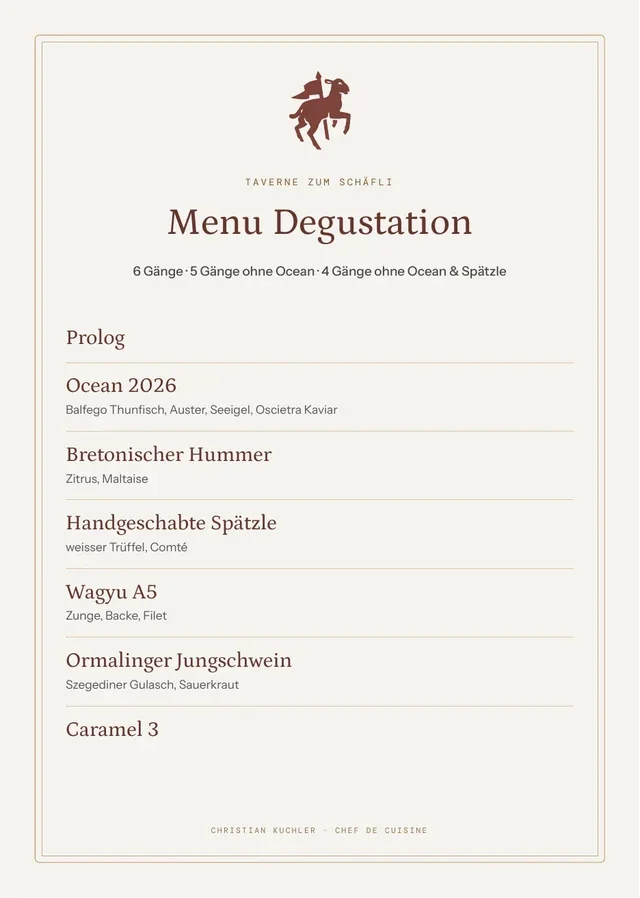 TAVERNE ZUM SCHÄFLI
Menu Degustation
6 Gänge · 5 Gänge ohne Ocean · 4 Gänge ohne Ocean & Spätzle
Prolog
Ocean 2026
Balfego Thunfisch, Auster, Seeigel, Oscietra Kaviar
Bretonischer Hummer
Zitrus, Maltaise
Handgeschabte Spätzle
weisser Trüffel, Comté
Wagyu A5
Zunge, Backe, Filet
Ormalinger Jungschwein
Szegediner Gulasch, Sauerkraut
Caramel 3
CHRISTIAN KUCHLER · CHEF DE CUISINE